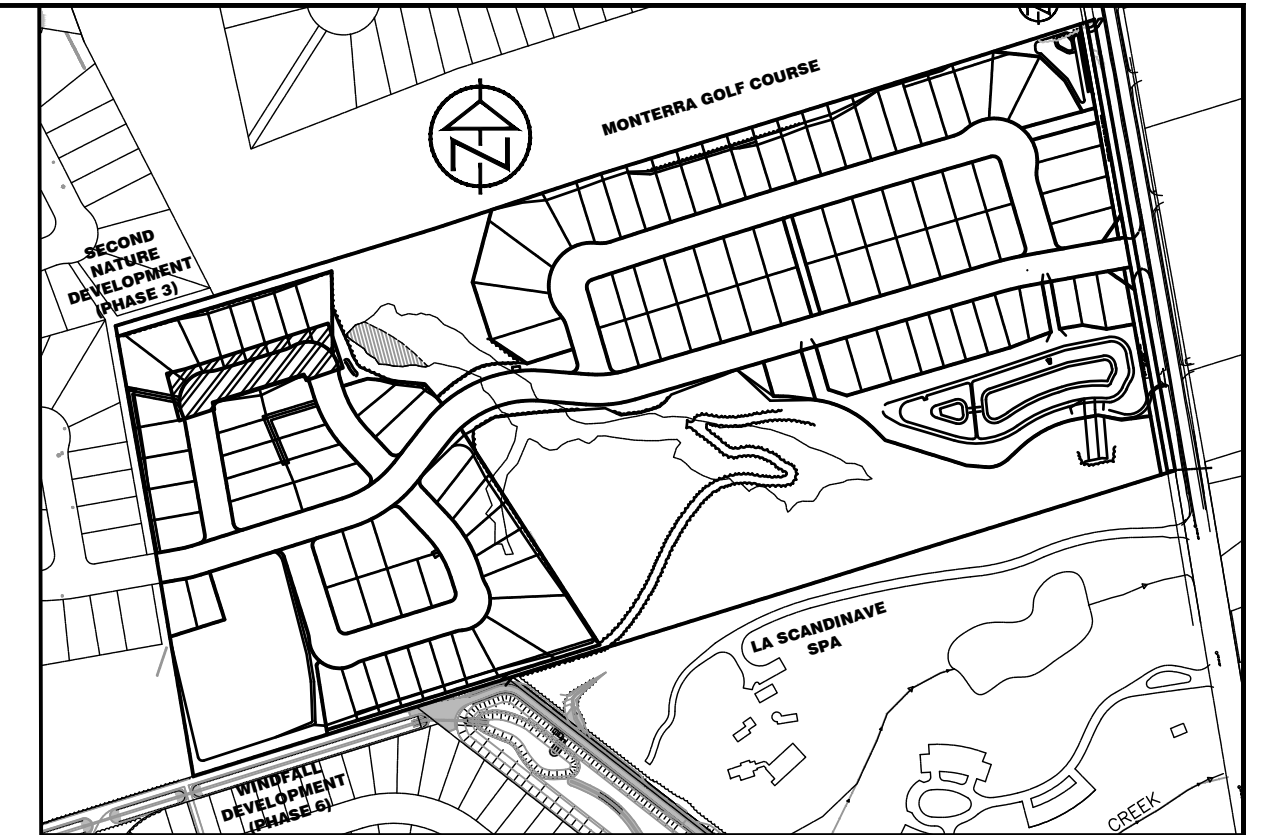 MONTERRA GOLF COURSE
SECOND
NATURE
DEVELOPMENT
(PHASE 3)
LA SCANDINAVE
SPA
WINDFALL
DEVELOPMENT
(PHASE 6)
CREEK